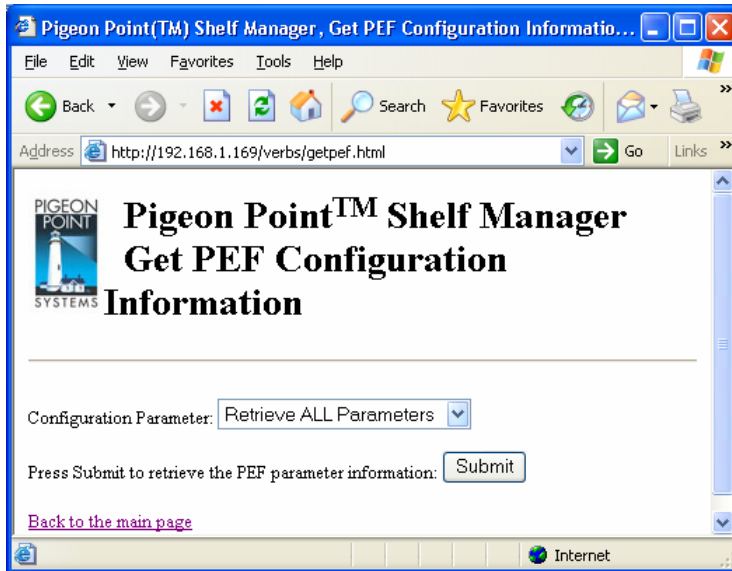 Pigeon Point(TM) Shelf Manager, Get PEF Configuration Informatio...
File Edit View Favorites Tools Help
Back Search Favorites »
Address http://192.168.1.169/verbs/getpef.html Go Links »
PIGEON
POINT
SYSTEMS
Pigeon Point™ Shelf Manager
Get PEF Configuration
Information
Configuration Parameter: Retrieve ALL Parameters
Press Submit to retrieve the PEF parameter information: Submit
Back to the main page
Internet